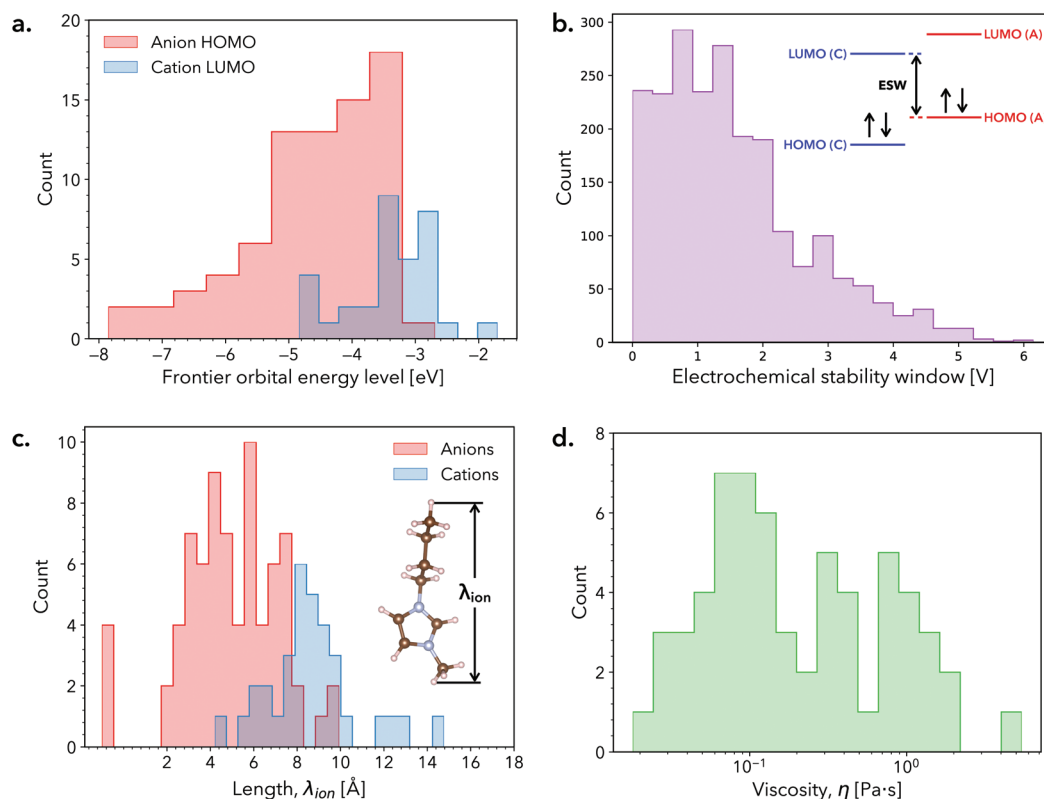 a.
20
15
10
5
0
Count
Anion HOMO
Cation LUMO
−8 −7 −6 −5 −4 −3 −2
Frontier orbital energy level [eV]
b.
300
250
200
150
100
50
0
Count
LUMO (A)
LUMO (C)
ESW
HOMO (A
HOMO (C)
0 1 2 3 4 5 6
Electrochemical stability window [V]
c.
10
8
6
4
2
0
Count
Anions
Cations
λion
2 4 6 8 10 12 14 16 18
Length, λion [Å]
d.
8
6
4
2
0
Count
10⁻¹ 10⁰
Viscosity, η [Pa·s]